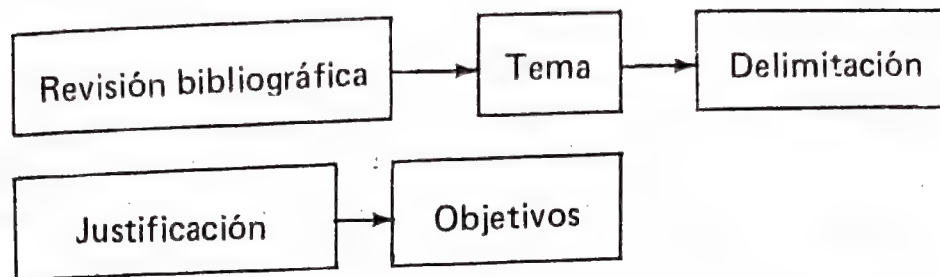 Revisión bibliográfica Tema Delimitación
Justificación Objetivos